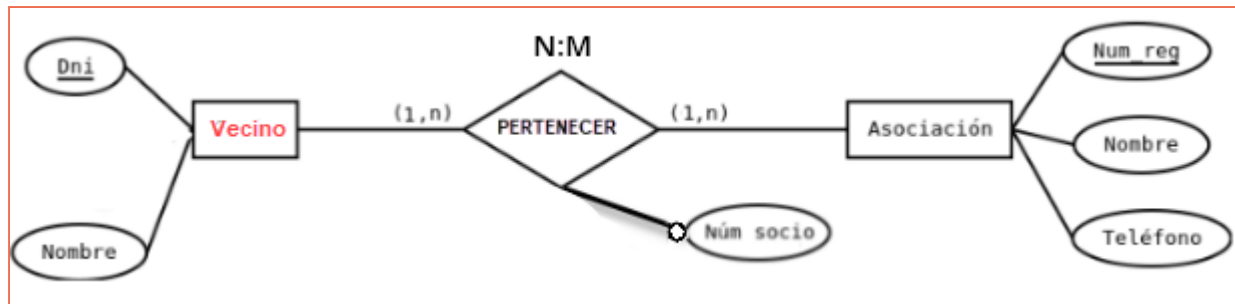 N:M
Dni
Num_reg
(1,n)
(1,n)
Vecino
PERTENECER
Asociación
Nombre
Núm socio
Nombre
Teléfono